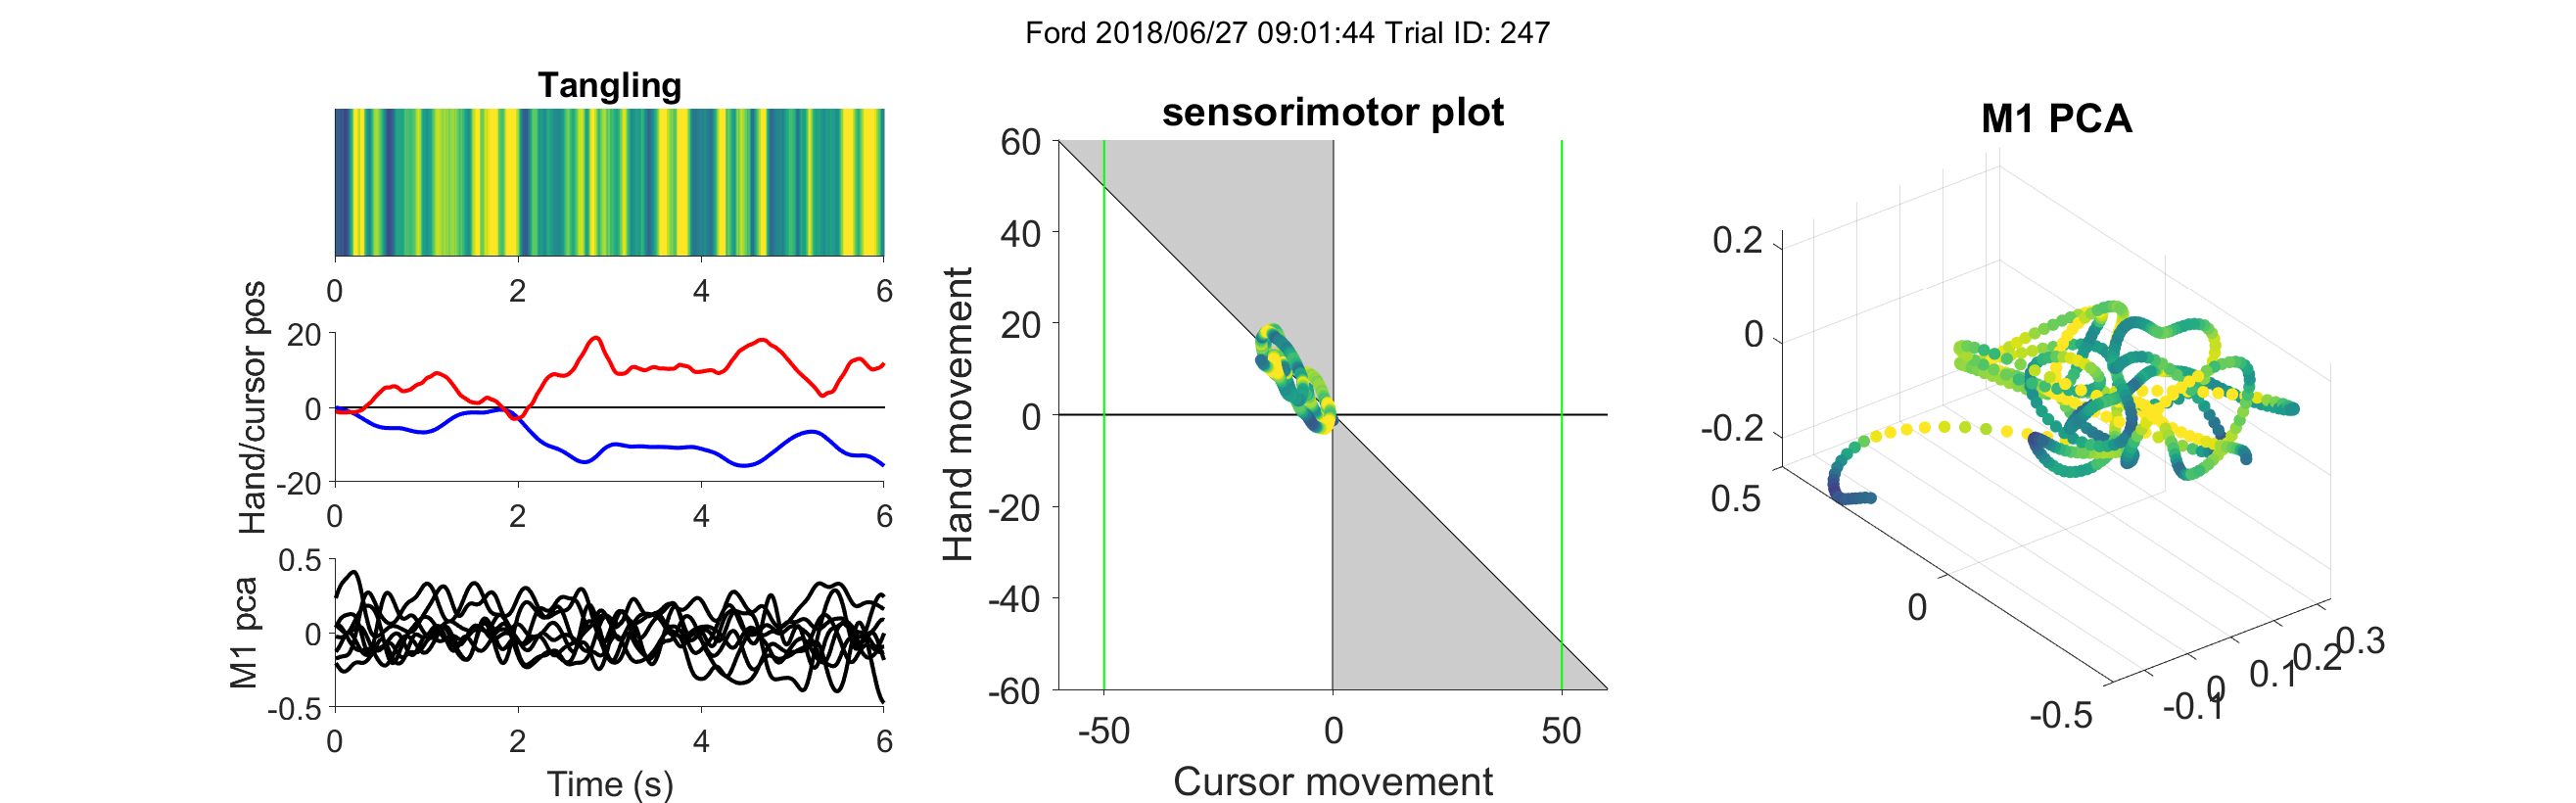 Ford 2018/06/27 09:01:44 Trial ID: 247
Tangling
0 2 4 6
Hand/cursor pos
20
0
-20
0 2 4 6
M1 pca
0.5
0
-0.5
0 2 4 6
Time (s)
sensorimotor plot
Hand movement
60
40
20
0
-20
-40
-60
-50 0 50
Cursor movement
M1 PCA
0.2
0
-0.2
0.5
0
-0.5
-0.1
0
0.1
0.2
0.3